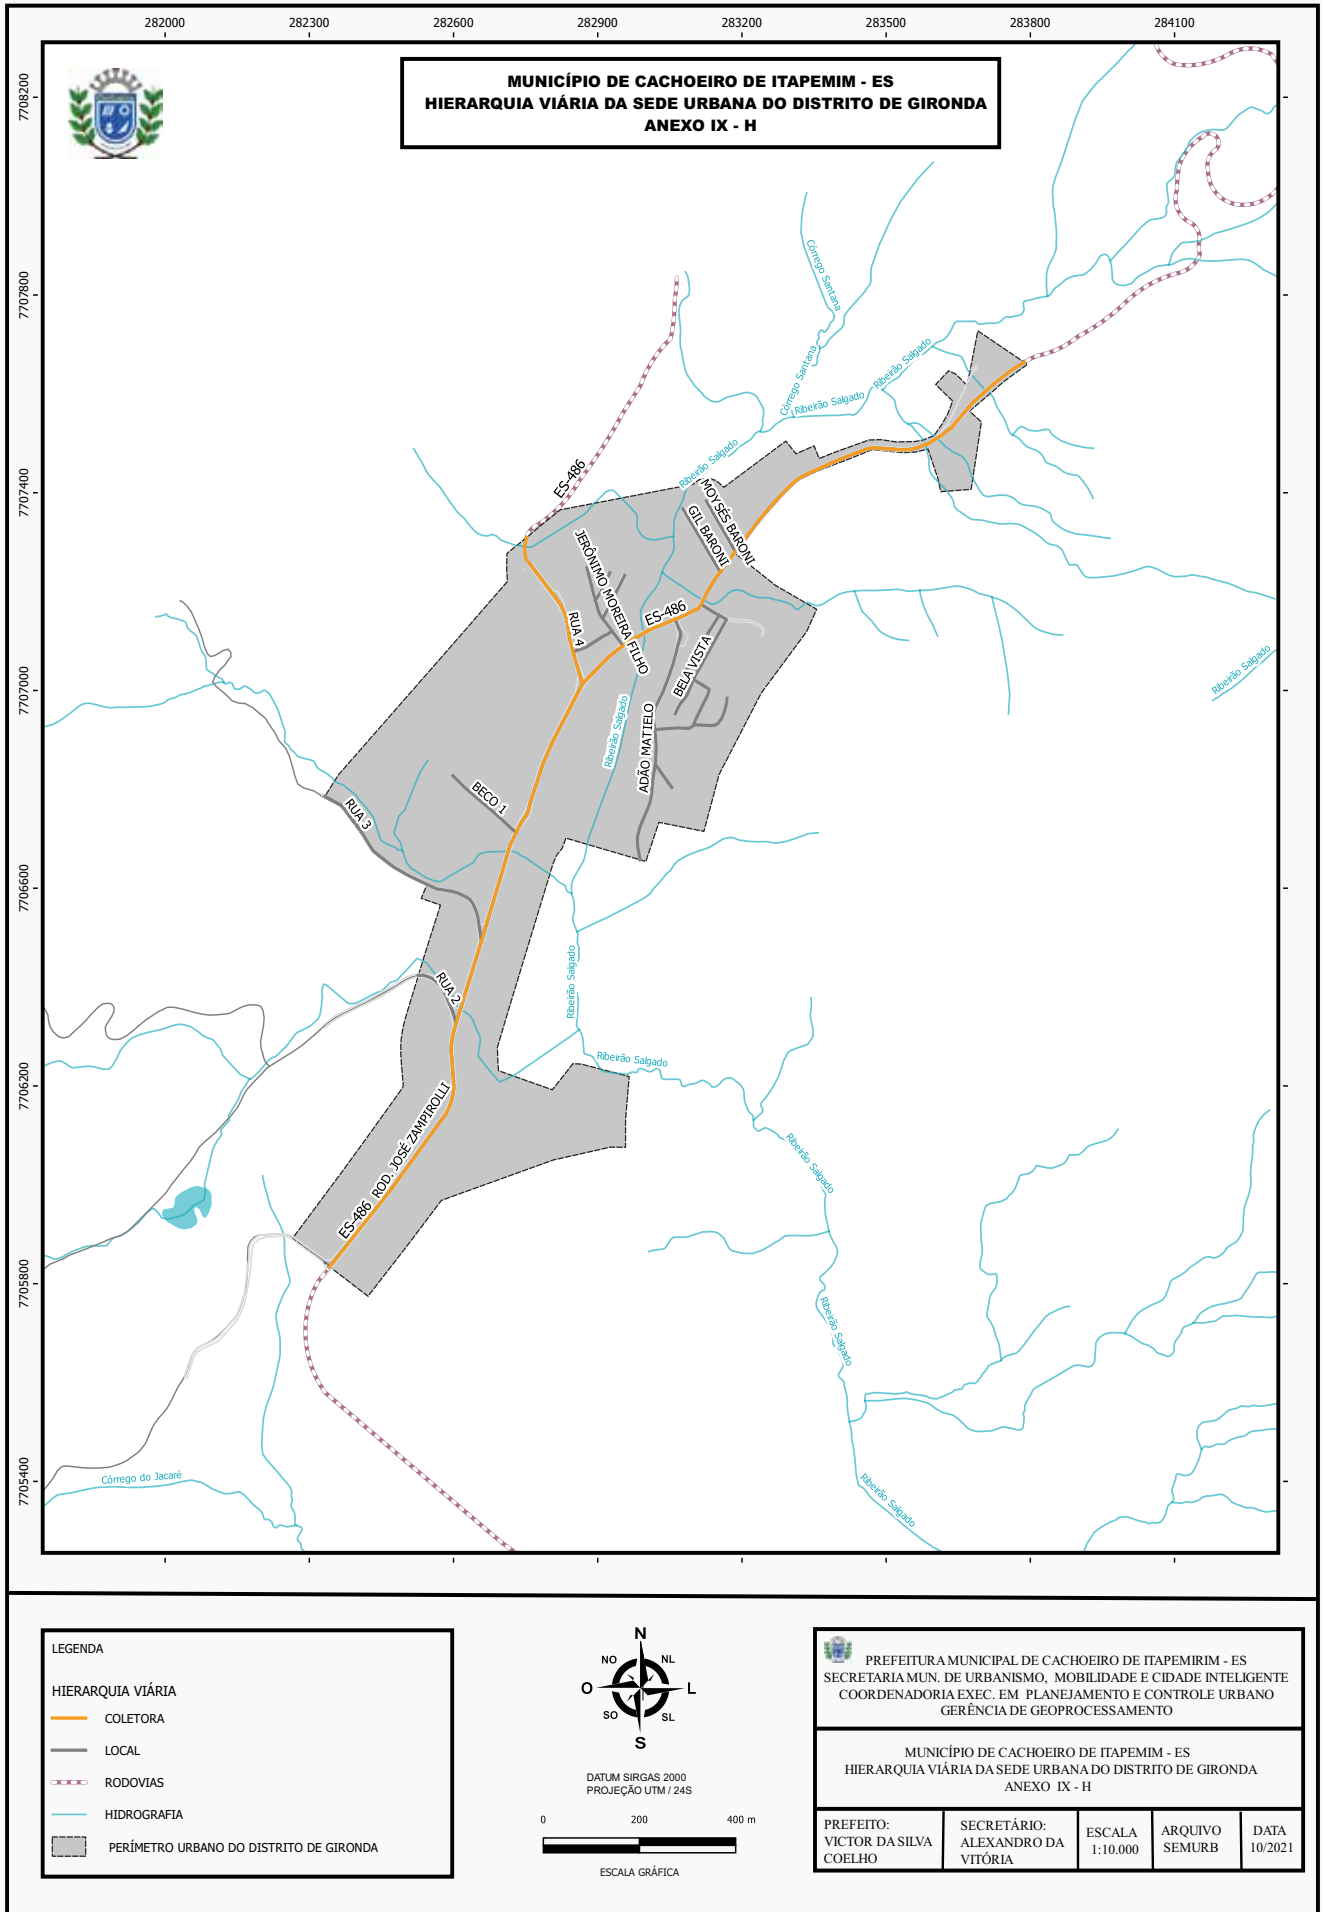 282000 282300 282600 282900 283200 283500 283800 284100
7708200
7707800
7707400
7707000
7706600
7706200
7705800
7705400
MUNICÍPIO DE CACHOEIRO DE ITAPEMIM - ES
HIERARQUIA VIÁRIA DA SEDE URBANA DO DISTRITO DE GIRONDA
ANEXO IX - H
Córrego Santana
Córrego Santana
Ribeirão Salgado
Ribeirão Salgado
Ribeirão Salgado
ES-486
MOYSÉS BARONI
GIL BARONI
JERÔNIMO MOREIRA FILHO
ES-486
RUA 4
BELA VISTA
Ribeirão Salgado
Ribeirão Salgado
ADÃO MATIELO
BECO 1
RUA 3
Ribeirão Salgado
RUA 2
Ribeirão Salgado
ES-486 ROD. JOSÉ ZAMPIROLLI
Ribeirão Salgado
Ribeirão Salgado
Córrego do Jacaré
Ribeirão Salgado
LEGENDA
HIERARQUIA VIÁRIA
COLETORA
LOCAL
RODOVIAS
HIDROGRAFIA
PERÍMETRO URBANO DO DISTRITO DE GIRONDA
N
NO NL
O L
SO SL
S
DATUM SIRGAS 2000
PROJEÇÃO UTM / 24S
0 200 400 m
ESCALA GRÁFICA
PREFEITURA MUNICIPAL DE CACHOEIRO DE ITAPEMIRIM - ES
SECRETARIA MUN. DE URBANISMO, MOBILIDADE E CIDADE INTELIGENTE
COORDENADORIA EXEC. EM PLANEJAMENTO E CONTROLE URBANO
GERÊNCIA DE GEOPROCESSAMENTO
MUNICÍPIO DE CACHOEIRO DE ITAPEMIM - ES
HIERARQUIA VIÁRIA DA SEDE URBANA DO DISTRITO DE GIRONDA
ANEXO IX - H
PREFEITO:
VICTOR DA SILVA
COELHO
SECRETÁRIO:
ALEXANDRO DA
VITÓRIA
ESCALA
1:10.000
ARQUIVO
SEMURB
DATA
10/2021